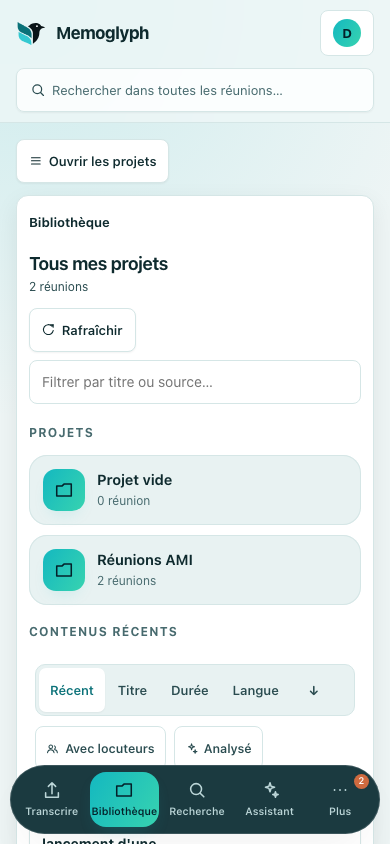 Memoglyph
D
Rechercher dans toutes les réunions...
Ouvrir les projets
Bibliothèque
Tous mes projets
2 réunions
Rafraîchir
Filtrer par titre ou source...
PROJETS
Projet vide
0 réunion
Réunions AMI
2 réunions
CONTENUS RÉCENTS
Récent Titre Durée Langue
Avec locuteurs Analysé
2
Transcrire Bibliothèque Recherche Assistant Plus
lancement d'une